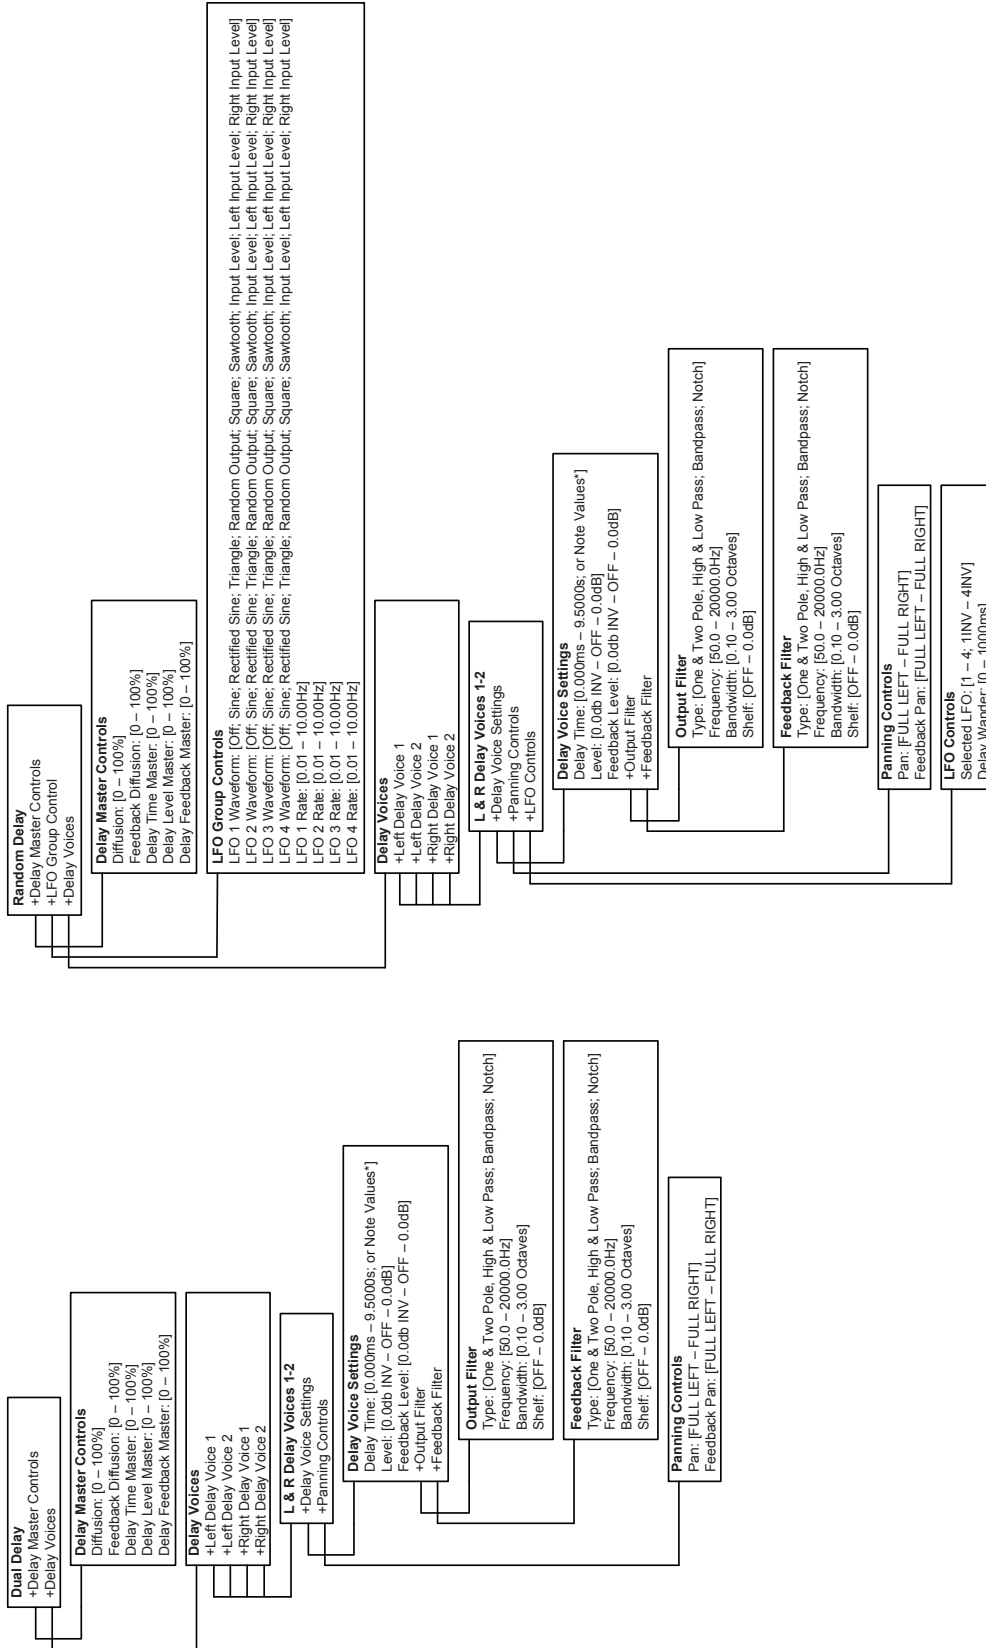 Dual Delay
+Delay Master Controls
+Delay Voices
Delay Master Controls
Diffusion: [0 – 100%]
Feedback Diffusion: [0 – 100%]
Delay Time Master: [0 – 100%]
Delay Level Master: [0 – 100%]
Delay Feedback Master: [0 – 100%]
Delay Voices
+Left Delay Voice 1
+Left Delay Voice 2
+Right Delay Voice 1
+Right Delay Voice 2
L & R Delay Voices 1-2
+Delay Voice Settings
+Panning Controls
Delay Voice Settings
Delay Time: [0.000ms – 9.5000s; or Note Values*]
Level: [0.0db INV – OFF – 0.0dB]
Feedback Level: [0.0db INV – OFF – 0.0dB]
+Output Filter
+Feedback Filter
Output Filter
Type: [One & Two Pole, High & Low Pass; Bandpass; Notch]
Frequency: [50.0 – 20000.0Hz]
Bandwidth: [0.10 – 3.00 Octaves]
Shelf: [OFF – 0.0dB]
Feedback Filter
Type: [One & Two Pole, High & Low Pass; Bandpass; Notch]
Frequency: [50.0 – 20000.0Hz]
Bandwidth: [0.10 – 3.00 Octaves]
Shelf: [OFF – 0.0dB]
Panning Controls
Pan: [FULL LEFT – FULL RIGHT]
Feedback Pan: [FULL LEFT – FULL RIGHT]
Random Delay
+Delay Master Controls
+LFO Group Control
+Delay Voices
Delay Master Controls
Diffusion: [0 – 100%]
Feedback Diffusion: [0 – 100%]
Delay Time Master: [0 – 100%]
Delay Level Master: [0 – 100%]
Delay Feedback Master: [0 – 100%]
LFO Group Controls
LFO 1 Waveform: [Off; Sine; Rectified Sine; Triangle; Random Output; Square; Sawtooth; Input Level; Left Input Level; Right Input Level]
LFO 2 Waveform: [Off; Sine; Rectified Sine; Triangle; Random Output; Square; Sawtooth; Input Level; Left Input Level; Right Input Level]
LFO 3 Waveform: [Off; Sine; Rectified Sine; Triangle; Random Output; Square; Sawtooth; Input Level; Left Input Level; Right Input Level]
LFO 4 Waveform: [Off; Sine; Rectified Sine; Triangle; Random Output; Square; Sawtooth; Input Level; Left Input Level; Right Input Level]
LFO 1 Rate: [0.01 – 10.00Hz]
LFO 2 Rate: [0.01 – 10.00Hz]
LFO 3 Rate: [0.01 – 10.00Hz]
LFO 4 Rate: [0.01 – 10.00Hz]
Delay Voices
+Left Delay Voice 1
+Left Delay Voice 2
+Right Delay Voice 1
+Right Delay Voice 2
L & R Delay Voices 1-2
+Delay Voice Settings
+Panning Controls
+LFO Controls
Delay Voice Settings
Delay Time: [0.000ms – 9.5000s; or Note Values*]
Level: [0.0db INV – OFF – 0.0dB]
Feedback Level: [0.0db INV – OFF – 0.0dB]
+Output Filter
+Feedback Filter
Output Filter
Type: [One & Two Pole, High & Low Pass; Bandpass; Notch]
Frequency: [50.0 – 20000.0Hz]
Bandwidth: [0.10 – 3.00 Octaves]
Shelf: [OFF – 0.0dB]
Feedback Filter
Type: [One & Two Pole, High & Low Pass; Bandpass; Notch]
Frequency: [50.0 – 20000.0Hz]
Bandwidth: [0.10 – 3.00 Octaves]
Shelf: [OFF – 0.0dB]
Panning Controls
Pan: [FULL LEFT – FULL RIGHT]
Feedback Pan: [FULL LEFT – FULL RIGHT]
LFO Controls
Selected LFO: [1 – 4; 1INV – 4INV]
Delay Wander: [0 – 1000ms]